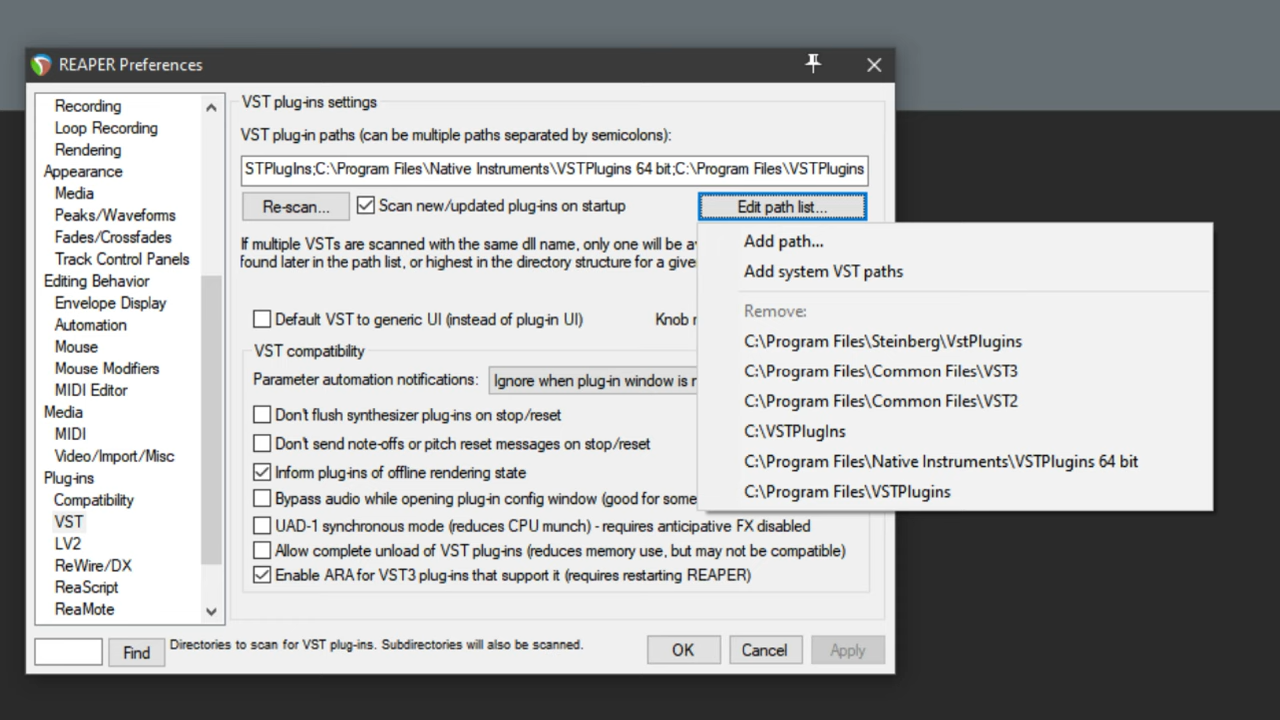 REAPER Preferences
Recording
Loop Recording
Rendering
Appearance
Media
Peaks/Waveforms
Fades/Crossfades
Track Control Panels
Editing Behavior
Envelope Display
Automation
Mouse
Mouse Modifiers
MIDI Editor
Media
MIDI
Video/Import/Misc
Plug-ins
Compatibility
VST
LV2
ReWire/DX
ReaScript
ReaMote
Find
VST plug-ins settings
VST plug-in paths (can be multiple paths separated by semicolons):
STPlugIns;C:\Program Files\Native Instruments\VSTPlugins 64 bit;C:\Program Files\VSTPlugins
Re-scan... Scan new/updated plug-ins on startup Edit path list...
If multiple VSTs are scanned with the same dll name, only one will be
found later in the path list, or highest in the directory structure for a
Default VST to generic UI (instead of plug-in UI) Knob
VST compatibility
Parameter automation notifications: Ignore when plug-in window is
Don't flush synthesizer plug-ins on stop/reset
Don't send note-offs or pitch reset messages on stop/reset
Inform plug-ins of offline rendering state
Bypass audio while opening plug-in config window (good for some
UAD-1 synchronous mode (reduces CPU munch) - requires anticipative FX disabled
Allow complete unload of VST plug-ins (reduces memory use, but may not be compatible)
Enable ARA for VST3 plug-ins that support it (requires restarting REAPER)
Add path...
Add system VST paths
Remove:
C:\Program Files\Steinberg\VstPlugins
C:\Program Files\Common Files\VST3
C:\Program Files\Common Files\VST2
C:\VSTPlugIns
C:\Program Files\Native Instruments\VSTPlugins 64 bit
C:\Program Files\VSTPlugins
Directories to scan for VST plug-ins. Subdirectories will also be scanned.
OK Cancel Apply